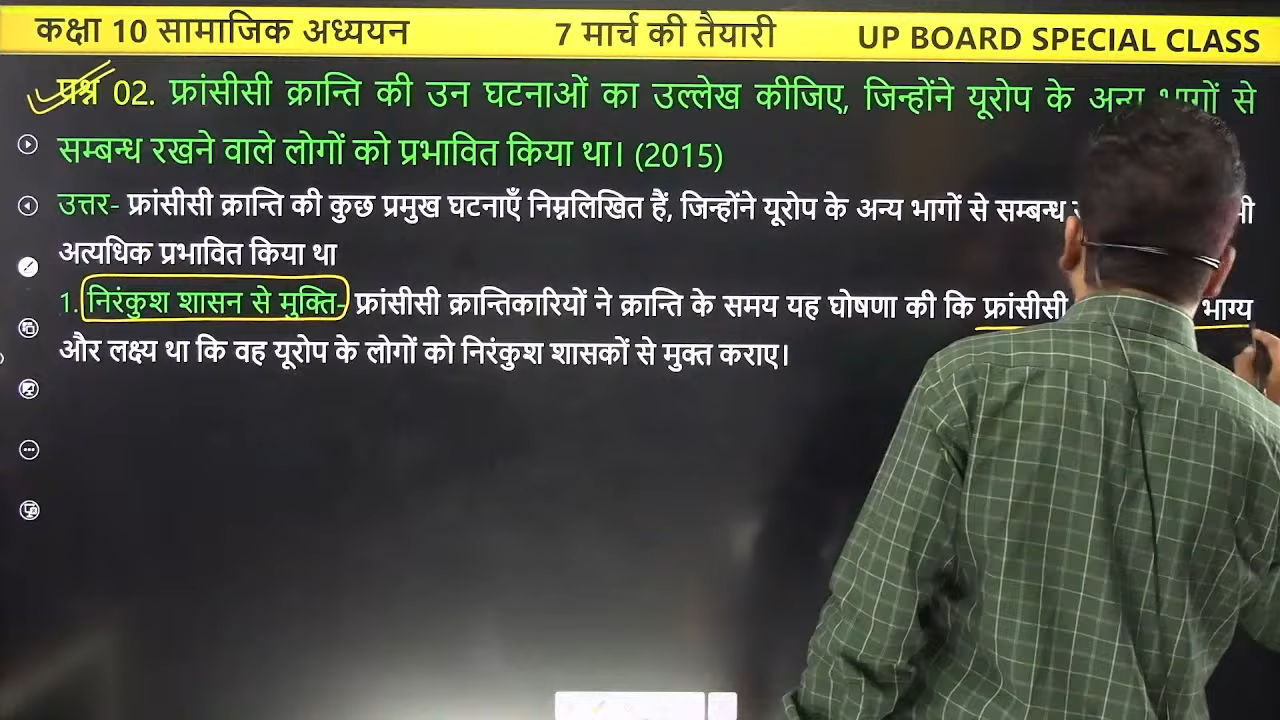 कक्षा 10 सामाजिक अध्ययन 7 मार्च की तैयारी UP BOARD SPECIAL CLASS
प्रश्न 02. फ्रांसीसी क्रान्ति की उन घटनाओं का उल्लेख कीजिए, जिन्होंने यूरोप के अन्य भागों से
सम्बन्ध रखने वाले लोगों को प्रभावित किया था। (2015)
उत्तर- फ्रांसीसी क्रान्ति की कुछ प्रमुख घटनाएँ निम्नलिखित हैं, जिन्होंने यूरोप के अन्य भागों से सम्बन्ध
अत्यधिक प्रभावित किया था
1. निरंकुश शासन से मुक्ति- फ्रांसीसी क्रान्तिकारियों ने क्रान्ति के समय यह घोषणा की कि फ्रांसीसी भाग्य
और लक्ष्य था कि वह यूरोप के लोगों को निरंकुश शासकों से मुक्त कराए।